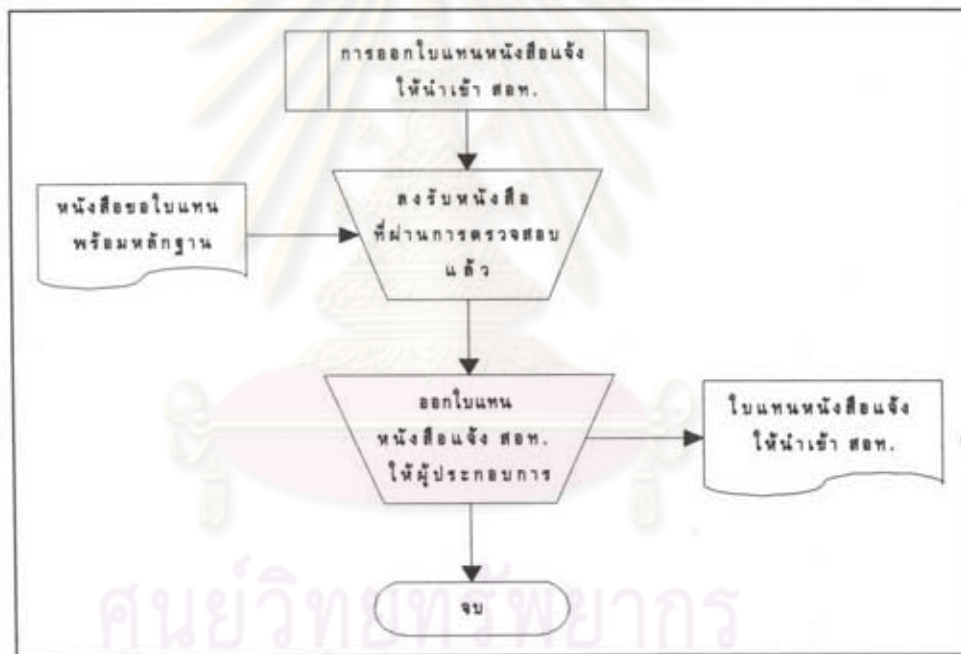 การออกใบแทนหนังสือแจ้ง
ให้นำเข้า สอท.
หนังสือขอใบแทน
พร้อมหลักฐาน
ลงรับหนังสือ
ที่ผ่านการตรวจสอบ
แล้ว
ออกใบแทน
หนังสือแจ้ง สอท.
ให้ผู้ประกอบการ
ใบแทนหนังสือแจ้ง
ให้นำเข้า สอท.
จบ
ศูนย์วิทยทรัพยากร